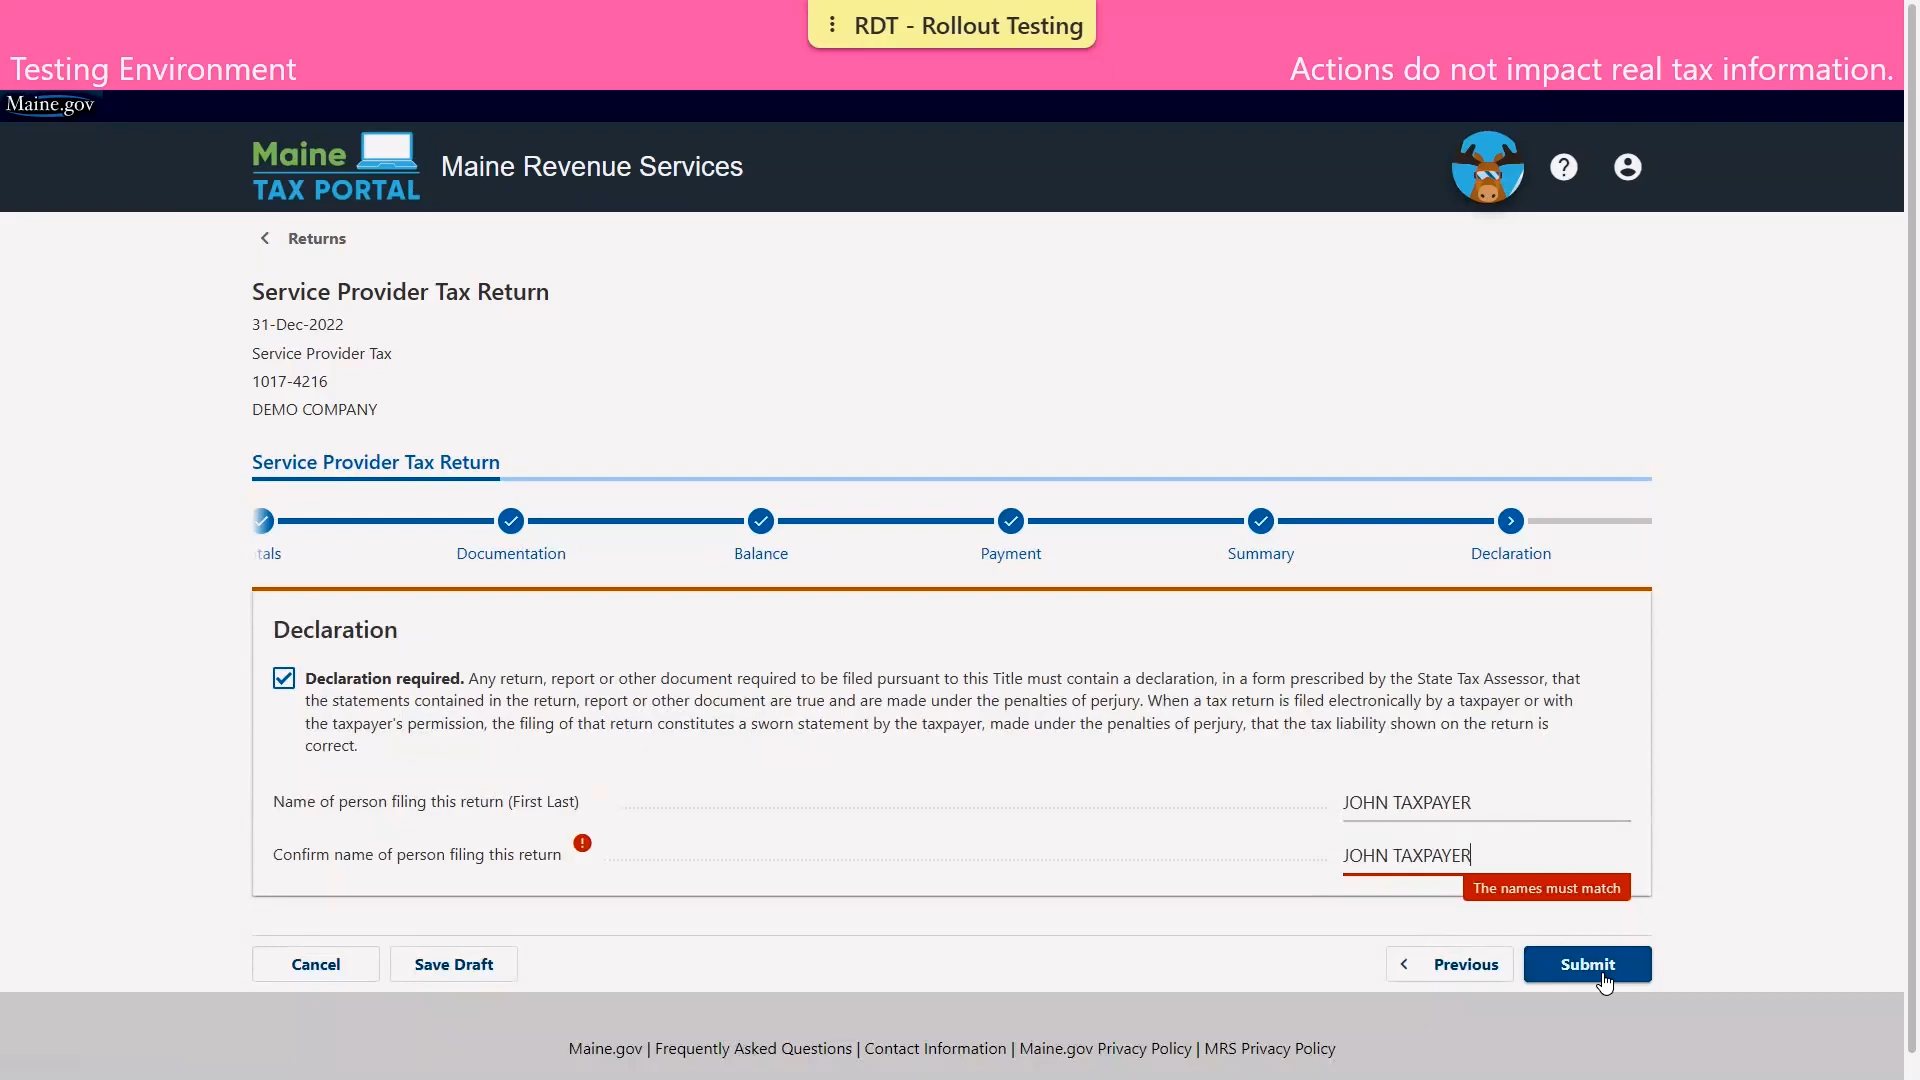 RDT - Rollout Testing
Testing Environment
Actions do not impact real tax information.
Maine.gov
Maine
TAX PORTAL
Maine Revenue Services
?
Returns
Service Provider Tax Return
31-Dec-2022
Service Provider Tax
1017-4216
DEMO COMPANY
Service Provider Tax Return
tals
Documentation
Balance
Payment
Summary
Declaration
Declaration
Declaration required. Any return, report or other document required to be filed pursuant to this Title must contain a declaration, in a form prescribed by the State Tax Assessor, that
the statements contained in the return, report or other document are true and are made under the penalties of perjury. When a tax return is filed electronically by a taxpayer or with
the taxpayer's permission, the filing of that return constitutes a sworn statement by the taxpayer, made under the penalties of perjury, that the tax liability shown on the return is
correct.
Name of person filing this return (First Last)
JOHN TAXPAYER
Confirm name of person filing this return
!
JOHN TAXPAYER
The names must match
Cancel
Save Draft
Previous
Submit
Maine.gov | Frequently Asked Questions | Contact Information | Maine.gov Privacy Policy | MRS Privacy Policy